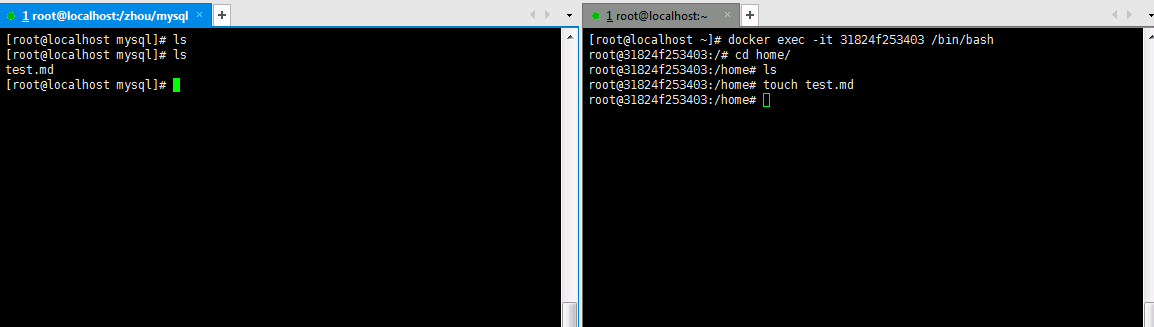 1 root@localhost:/zhou/mysql × +
[root@localhost mysql]# ls
[root@localhost mysql]# ls
test.md
[root@localhost mysql]#
1 root@localhost:~ × +
[root@localhost ~]# docker exec -it 31824f253403 /bin/bash
root@31824f253403:/# cd home/
root@31824f253403:/home# ls
root@31824f253403:/home# touch test.md
root@31824f253403:/home#